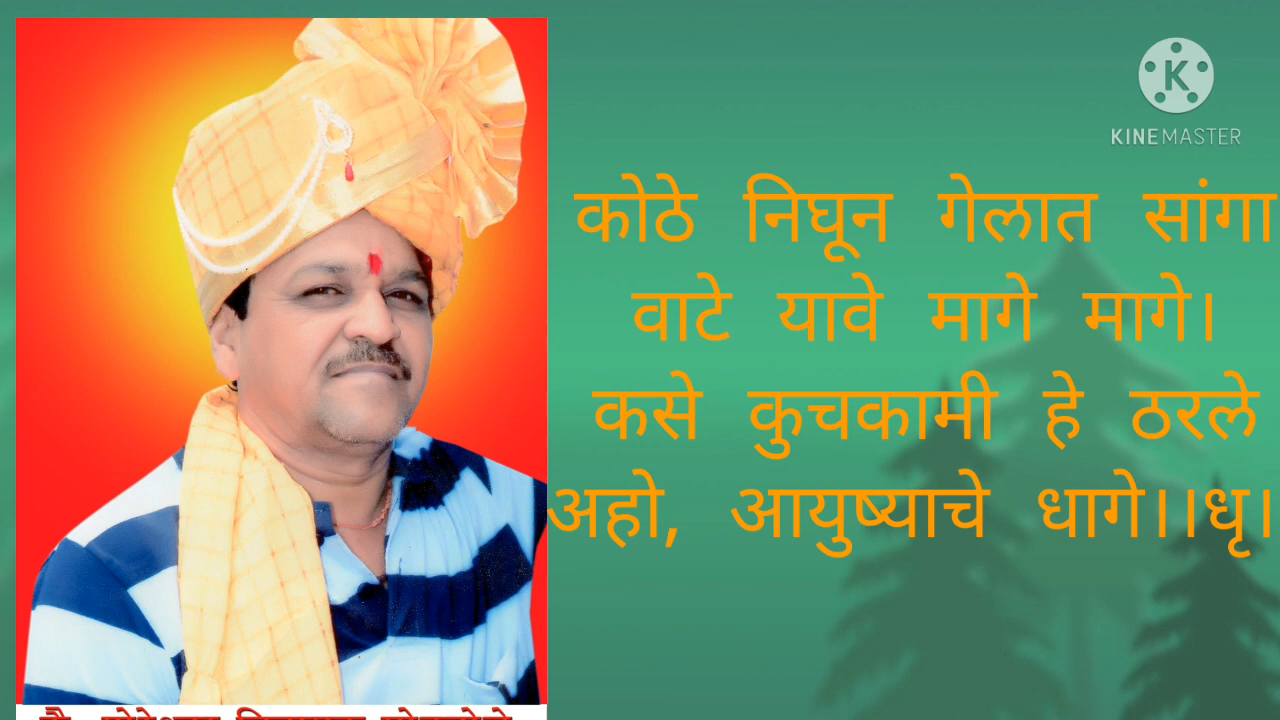 KINEMASTER
कोठे निघून गेलात सांगा
वाटे यावे मागे मागे।
कसे कुचकामी हे ठरले
अहो, आयुष्याचे धागे।।धृ।